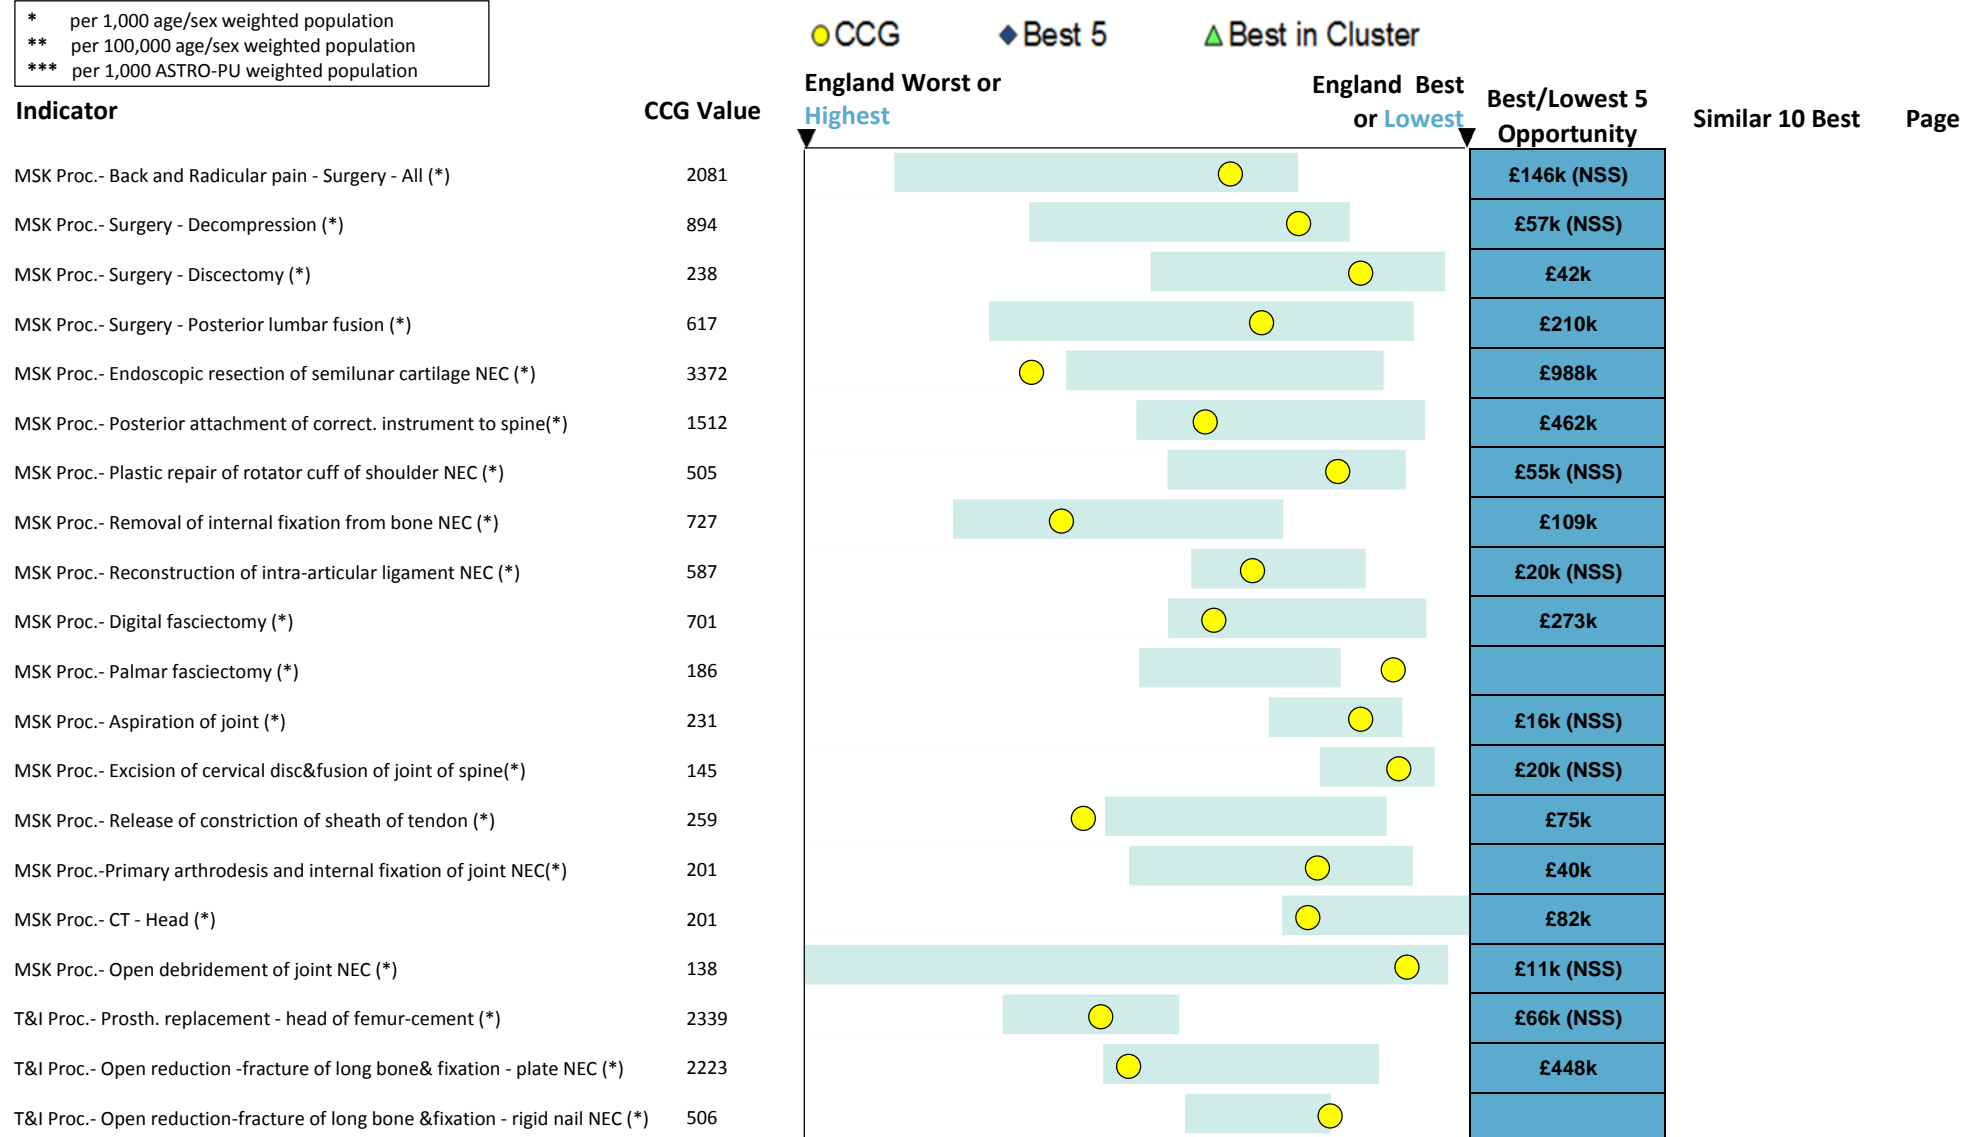 * per 1,000 age/sex weighted population
** per 100,000 age/sex weighted population
*** per 1,000 ASTRO-PU weighted population
CCG Best 5 Best in Cluster
Indicator CCG Value England Worst or Highest England Best or Lowest Best/Lowest 5 Opportunity Similar 10 Best Page
MSK Proc.- Back and Radicular pain - Surgery - All (*) 2081 £146k (NSS)
MSK Proc.- Surgery - Decompression (*) 894 £57k (NSS)
MSK Proc.- Surgery - Discectomy (*) 238 £42k
MSK Proc.- Surgery - Posterior lumbar fusion (*) 617 £210k
MSK Proc.- Endoscopic resection of semilunar cartilage NEC (*) 3372 £988k
MSK Proc.- Posterior attachment of correct. instrument to spine(*) 1512 £462k
MSK Proc.- Plastic repair of rotator cuff of shoulder NEC (*) 505 £55k (NSS)
MSK Proc.- Removal of internal fixation from bone NEC (*) 727 £109k
MSK Proc.- Reconstruction of intra-articular ligament NEC (*) 587 £20k (NSS)
MSK Proc.- Digital fasciectomy (*) 701 £273k
MSK Proc.- Palmar fasciectomy (*) 186
MSK Proc.- Aspiration of joint (*) 231 £16k (NSS)
MSK Proc.- Excision of cervical disc&fusion of joint of spine(*) 145 £20k (NSS)
MSK Proc.- Release of constriction of sheath of tendon (*) 259 £75k
MSK Proc.-Primary arthrodesis and internal fixation of joint NEC(*) 201 £40k
MSK Proc.- CT - Head (*) 201 £82k
MSK Proc.- Open debridement of joint NEC (*) 138 £11k (NSS)
T&I Proc.- Prosth. replacement - head of femur-cement (*) 2339 £66k (NSS)
T&I Proc.- Open reduction -fracture of long bone& fixation - plate NEC (*) 2223 £448k
T&I Proc.- Open reduction-fracture of long bone &fixation - rigid nail NEC (*) 506